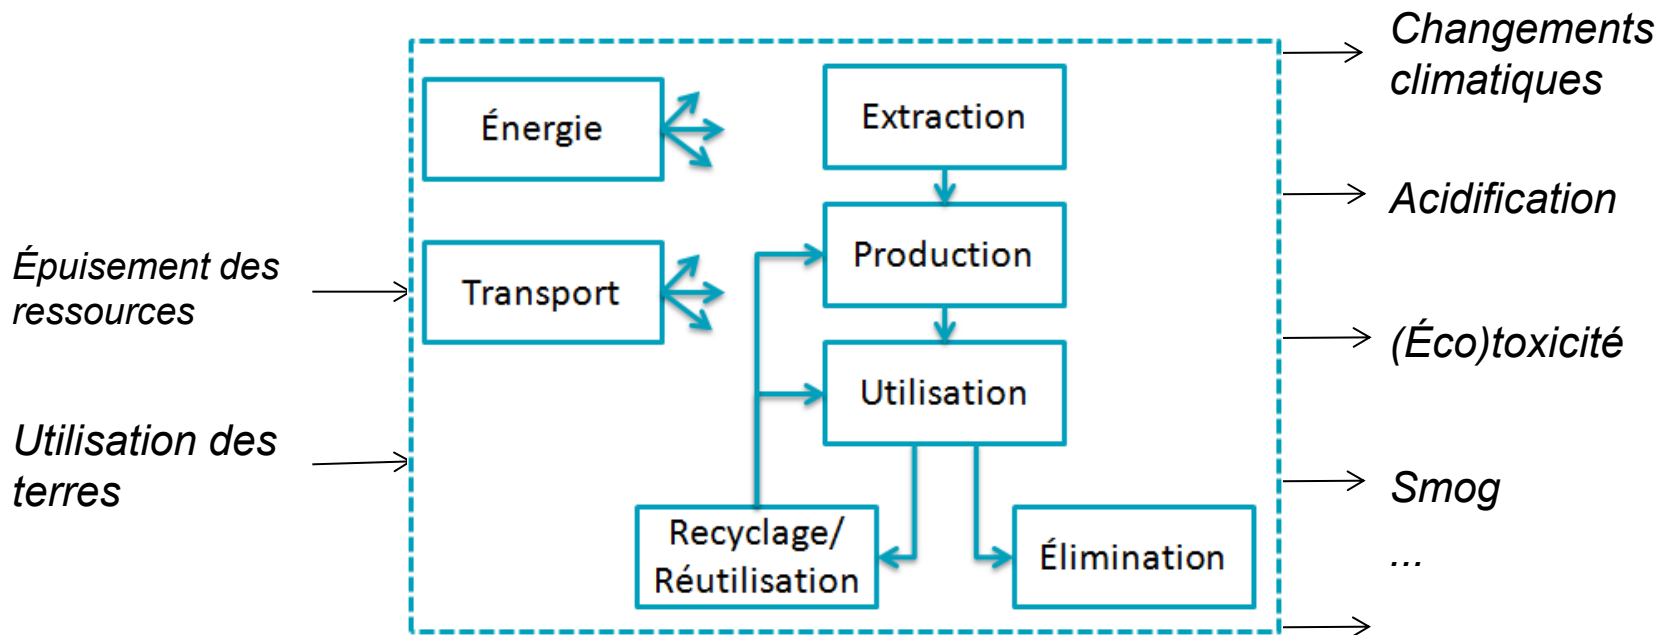 Épuisement des
ressources
Utilisation des
terres
Énergie
Transport
Extraction
Production
Utilisation
Recyclage/
Réutilisation
Élimination
Changements
climatiques
Acidification
(Éco)toxicité
Smog
...